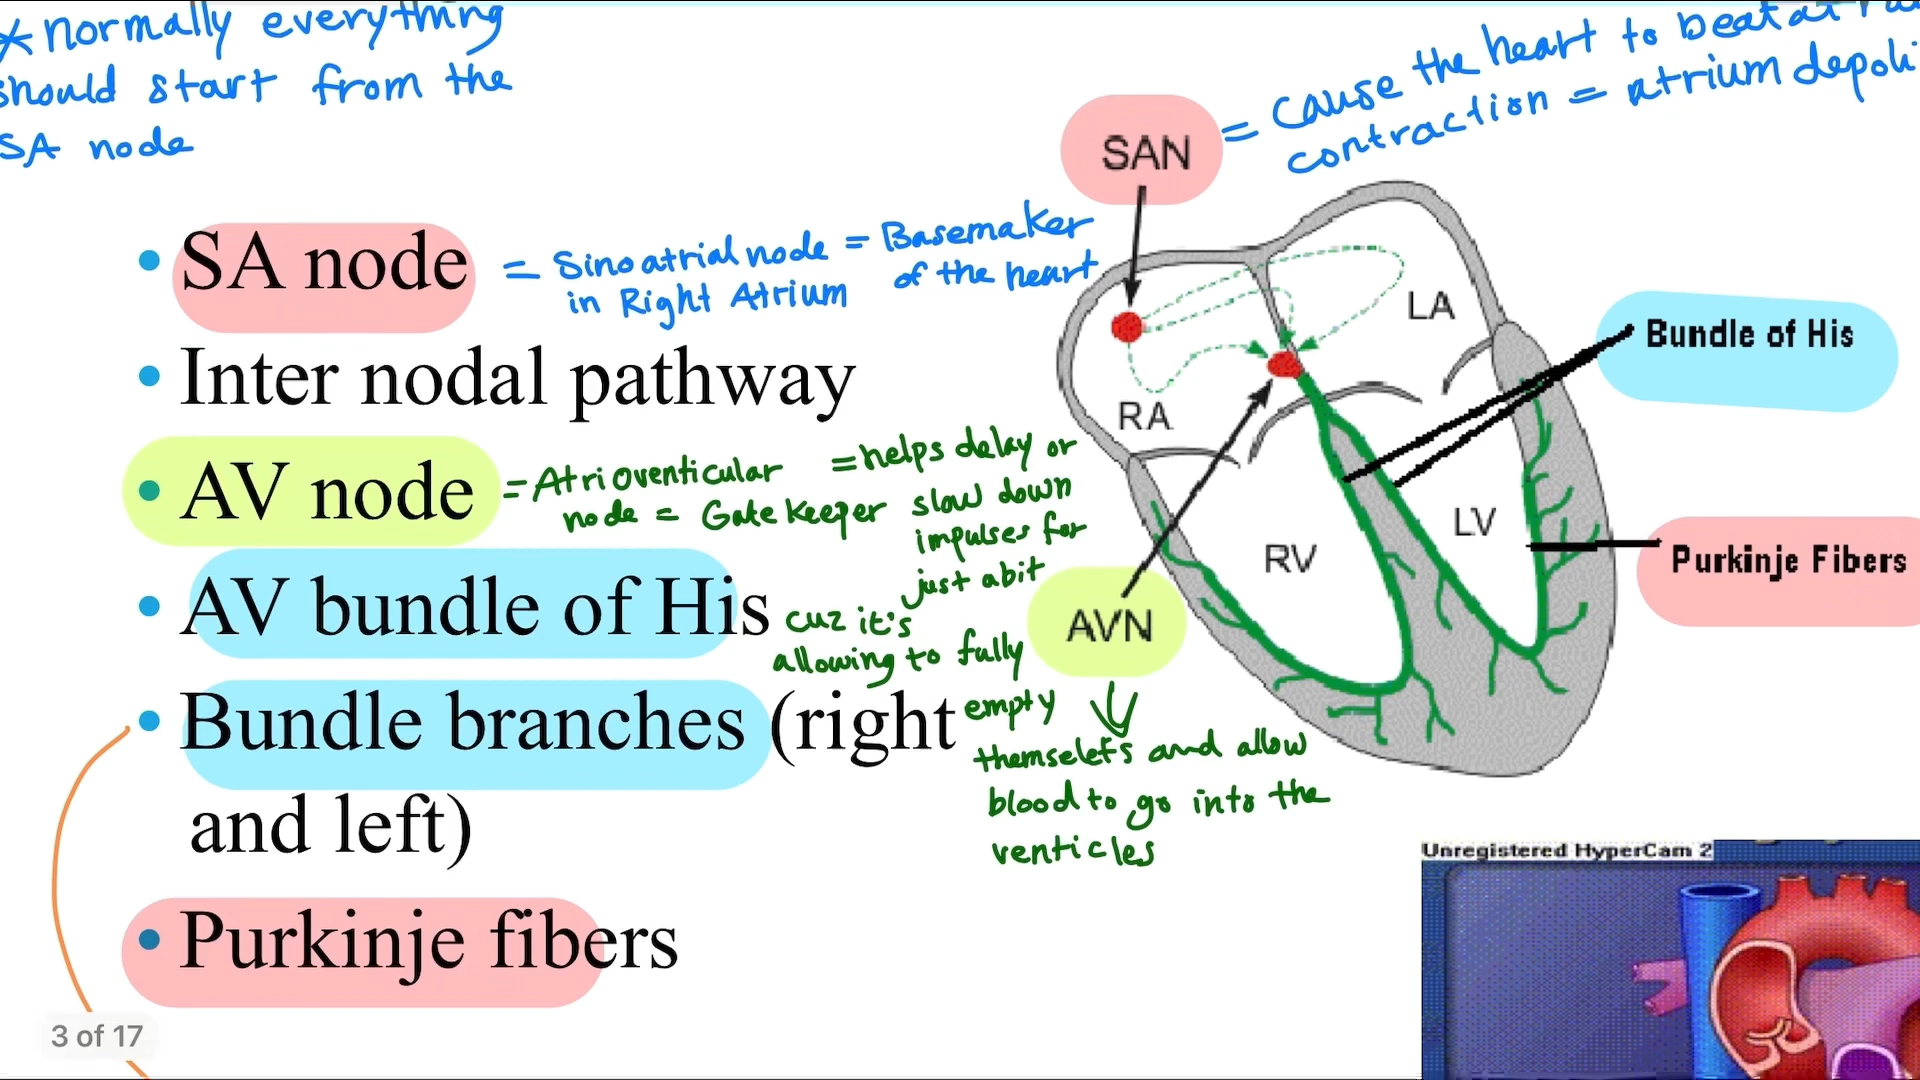 *normally everything
should start from the
SA node
= cause the heart to beat at
contraction = atrium
SAN
• SA node
= Sinoatrial node = Basemaker
in Right Atrium of the heart
• Inter nodal pathway
• AV node
= Atrioventicular
node = Gate keeper
= helps delay or
slow down
impulses for
just abit
cuz it's
allowing to fully
empty
themselefs and allow
blood to go into the
venticles
• AV bundle of His
• Bundle branches (right
and left)
• Purkinje fibers
LA
RA
RV
LV
AVN
Bundle of His
Purkinje Fibers
Unregistered HyperCam 2
3 of 17